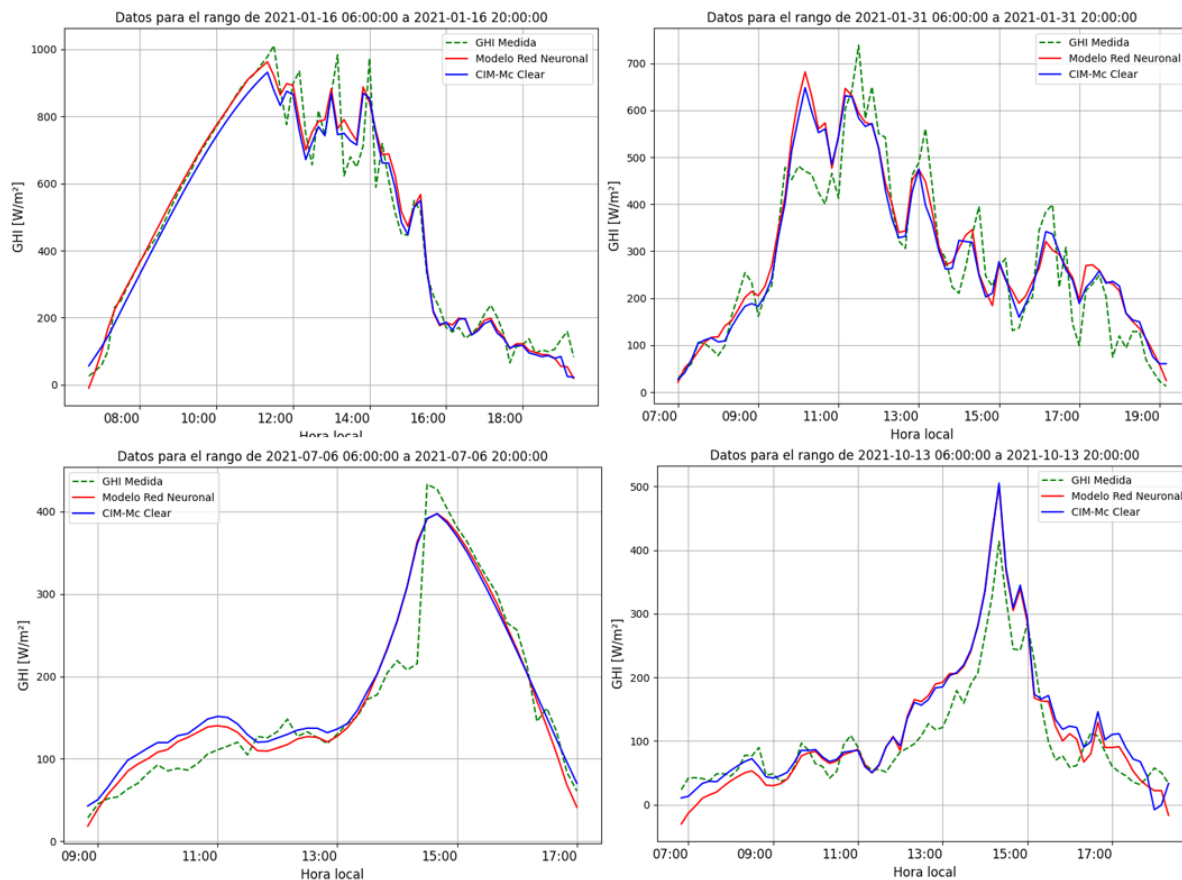 Datos para el rango de 2021-01-16 06:00:00 a 2021-01-16 20:00:00
GHI [W/m²]
1000
800
600
400
200
0
GHI Medida
Modelo Red Neuronal
CIM-Mc Clear
08:00 10:00 12:00 14:00 16:00 18:00
Hora local
Datos para el rango de 2021-01-31 06:00:00 a 2021-01-31 20:00:00
GHI [W/m²]
700
600
500
400
300
200
100
0
GHI Medida
Modelo Red Neuronal
CIM-Mc Clear
07:00 09:00 11:00 13:00 15:00 17:00 19:00
Hora local
Datos para el rango de 2021-07-06 06:00:00 a 2021-07-06 20:00:00
GHI [W/m²]
400
300
200
100
0
GHI Medida
Modelo Red Neuronal
CIM-Mc Clear
09:00 11:00 13:00 15:00 17:00
Hora local
Datos para el rango de 2021-10-13 06:00:00 a 2021-10-13 20:00:00
GHI [W/m²]
500
400
300
200
100
0
GHI Medida
Modelo Red Neuronal
CIM-Mc Clear
07:00 09:00 11:00 13:00 15:00 17:00
Hora local